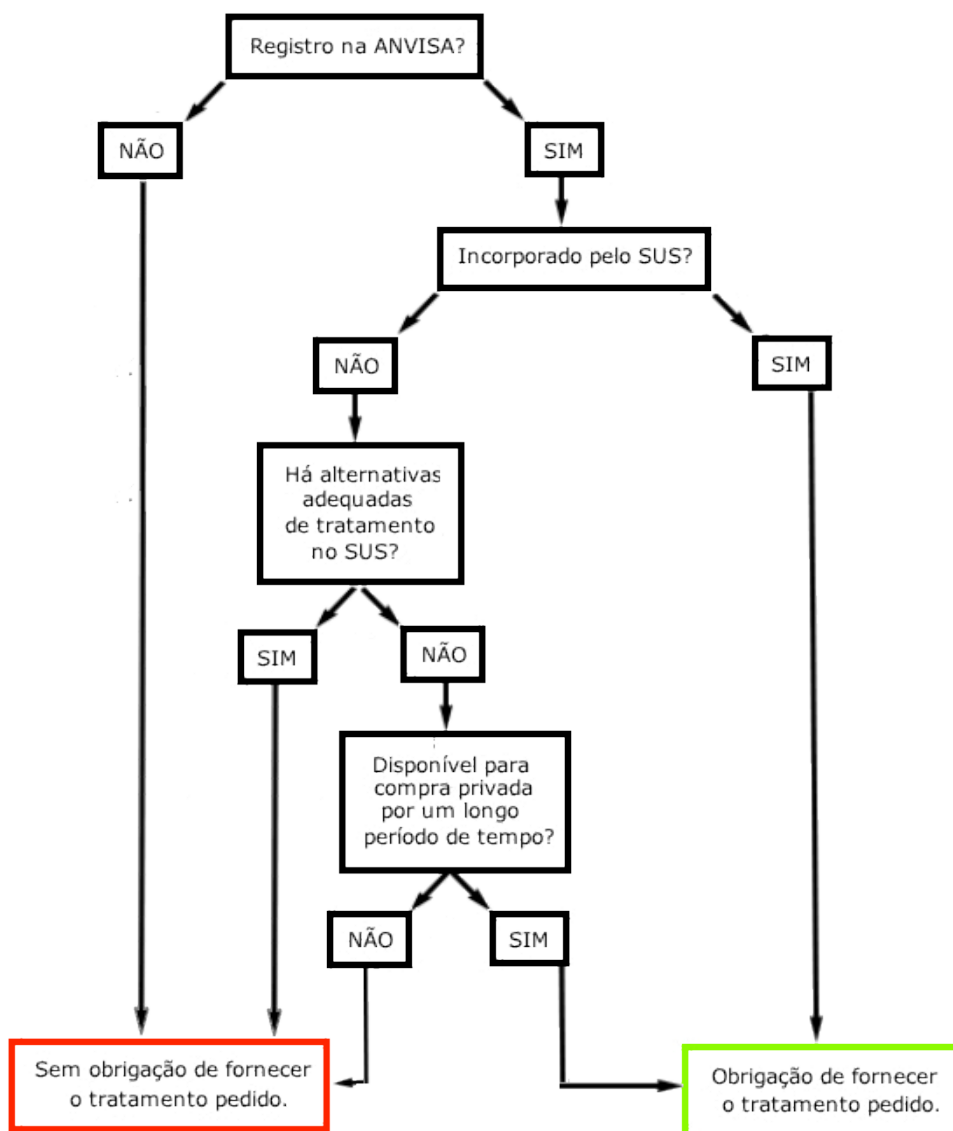 Registro na ANVISA?
NÃO
SIM
Incorporado pelo SUS?
NÃO
SIM
Há alternativas
adequadas
de tratamento
no SUS?
SIM
NÃO
Disponível para
compra privada
por um longo
período de tempo?
NÃO
SIM
Sem obrigação de fornecer
o tratamento pedido.
Obrigação de fornecer
o tratamento pedido.